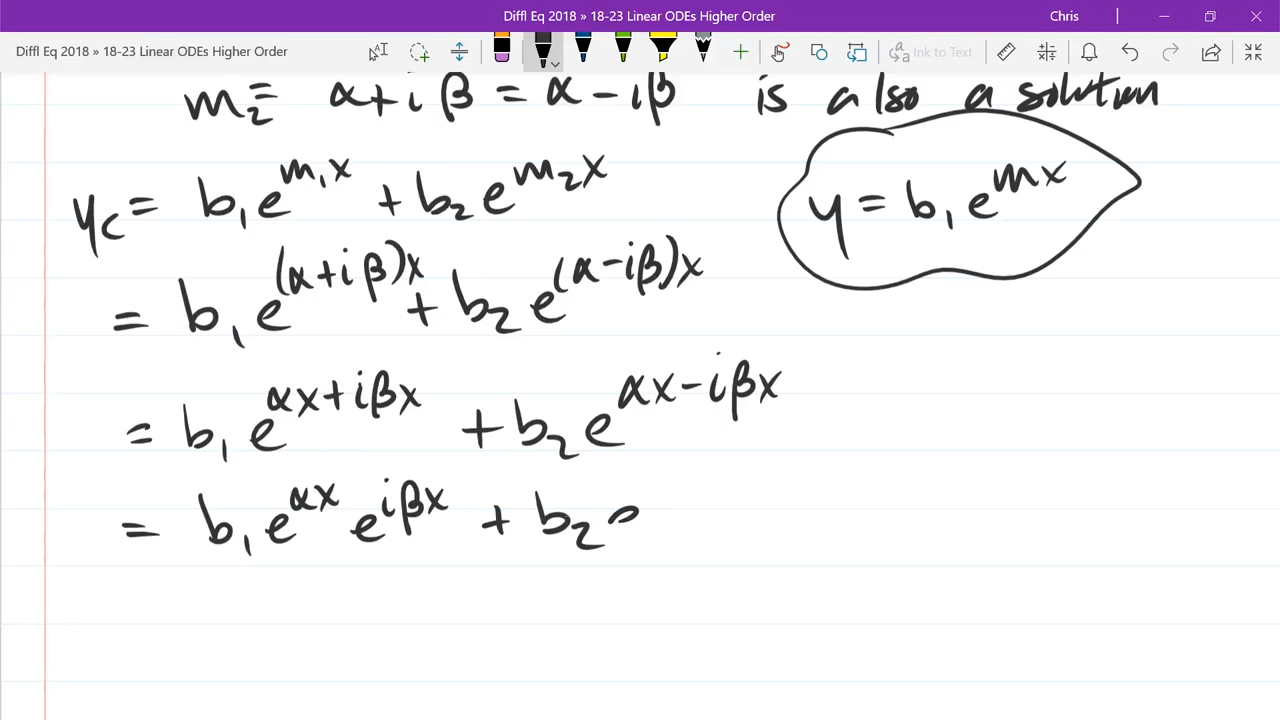 Diffl Eq 2018 » 18-23 Linear ODEs Higher Order
Chris
Diffl Eq 2018 » 18-23 Linear ODEs Higher Order
Ink to Text
m₂ = α+iβ = α-iβ is also a solution
y_c = b₁e^{m₁x} + b₂e^{m₂x}
y = b₁e^{mx}
= b₁e^{(α+iβ)x} + b₂e^{(α-iβ)x}
= b₁e^{αx+iβx} + b₂e^{αx-iβx}
= b₁e^{αx} e^{iβx} + b₂